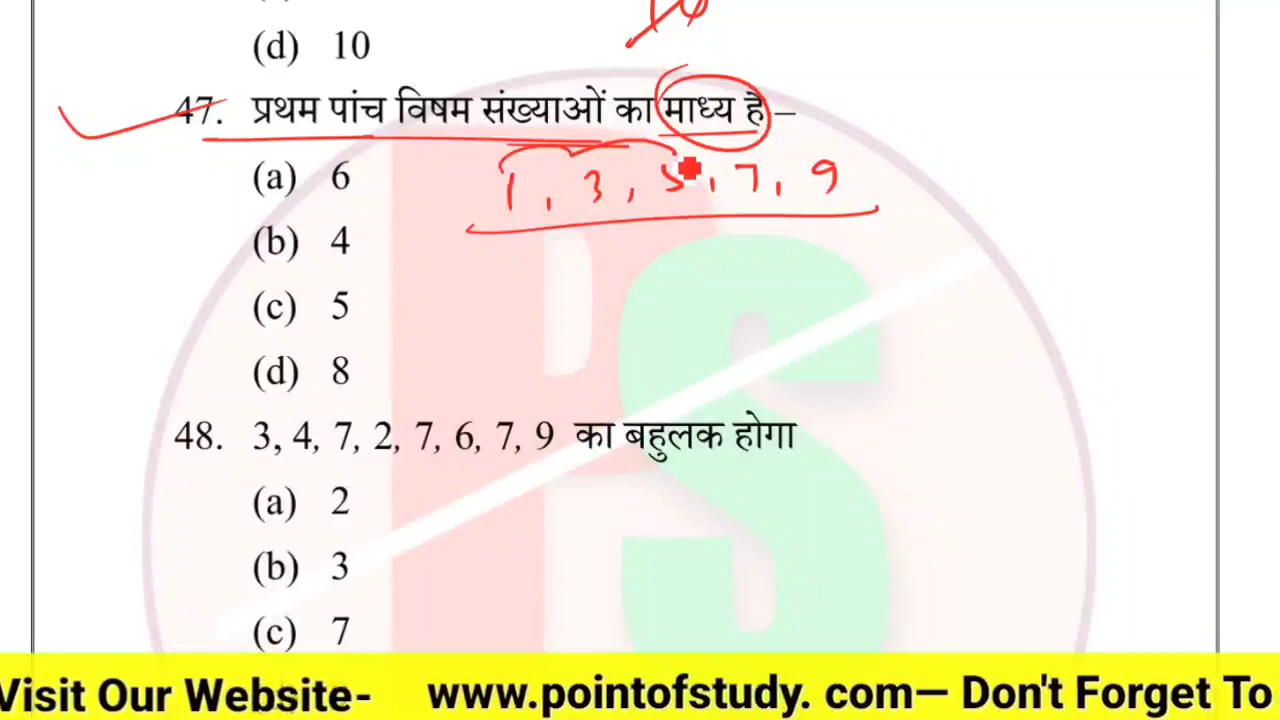 (d) 10
47. प्रथम पांच विषम संख्याओं का माध्य है –
(a) 6
1, 3, 5, 7, 9
(b) 4
(c) 5
(d) 8
48. 3, 4, 7, 2, 7, 6, 7, 9 का बहुलक होगा
(a) 2
(b) 3
(c) 7
Visit Our Website- www.pointofstudy. com— Don't Forget To